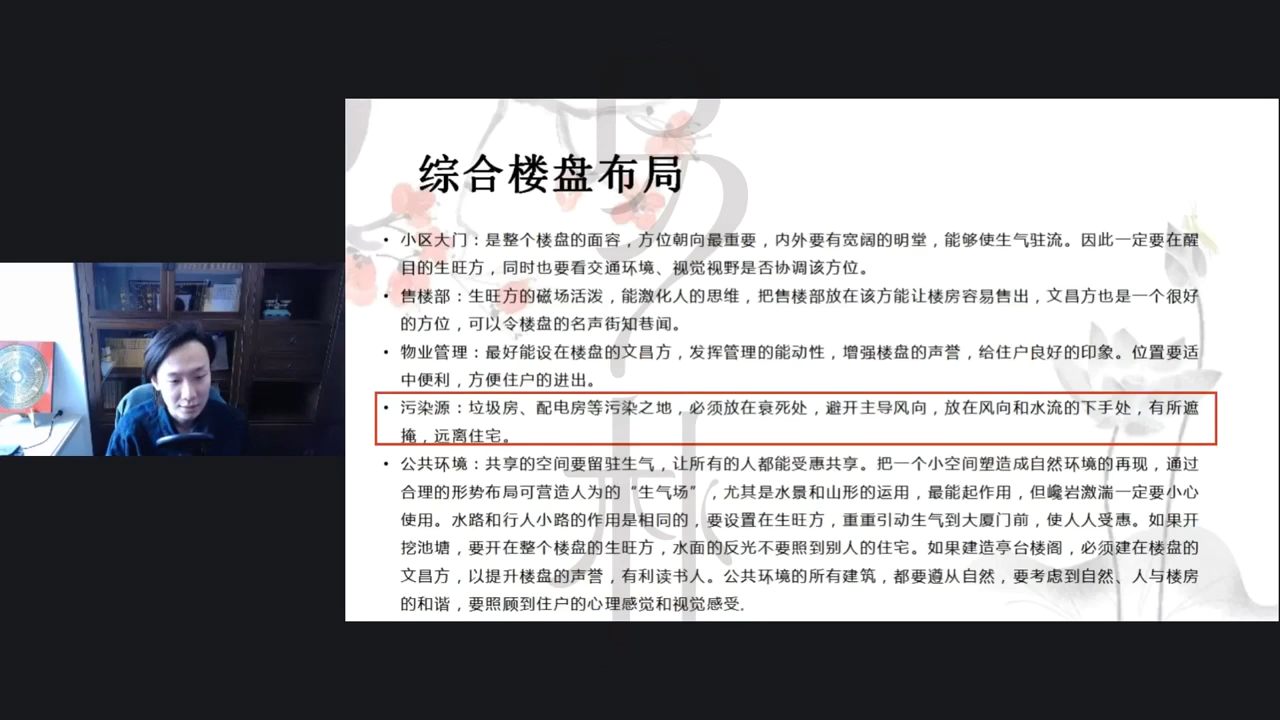 综合楼盘布局
• 小区大门：是整个楼盘的面容，方位朝向最重要，内外要有宽阔的明堂，能够使生气驻流。因此一定要在醒
目的生旺方，同时也要看交通环境、视觉视野是否协调该方位。
• 售楼部：生旺方的磁场活泼，能激化人的思维，把售楼部放在该方能让楼房容易售出，文昌方也是一个很好
的方位，可以令楼盘的名声街知巷闻。
• 物业管理：最好能设在楼盘的文昌方，发挥管理的能动性，增强楼盘的声誉，给住户良好的印象。位置要适
中便利，方便住户的进出。
• 污染源：垃圾房、配电房等污染之地，必须放在衰死处，避开主导风向，放在风向和水流的下手处，有所遮
掩，远离住宅。
• 公共环境：共享的空间要留驻生气，让所有的人都能受惠共享。把一个小空间塑造成自然环境的再现，通过
合理的形势布局可营造人为的“生气场”，尤其是水景和山形的运用，最能起作用，但巉岩激湍一定要小心
使用。水路和行人小路的作用是相同的，要设置在生旺方，重重引动生气到大厦门前，使人人受惠。如果开
挖池塘，要开在整个楼盘的生旺方，水面的反光不要照到别人的住宅。如果建造亭台楼阁，必须建在楼盘的
文昌方，以提升楼盘的声誉，有利读书人。公共环境的所有建筑，都要遵从自然，要考虑到自然、人与楼房
的和谐，要照顾到住户的心理感觉和视觉感受.